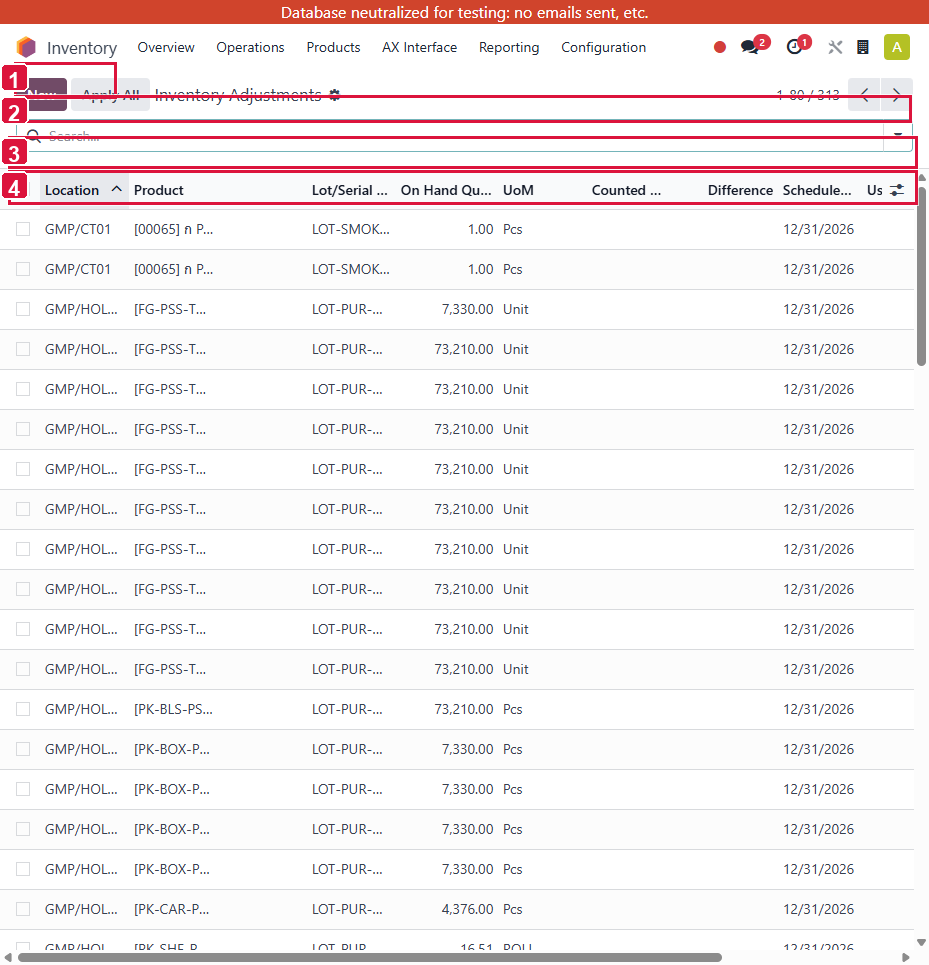 Database neutralized for testing: no emails sent, etc.
Inventory Overview Operations Products AX Interface Reporting Configuration 2 1 A
1 New Apply All Inventory Adjustments 1-80 / 313
2
Search...
3
4 Location Product Lot/Serial ... On Hand Qu... UoM Counted ... Difference Schedule... Us
GMP/CT01 [00065] ก P... LOT-SMOK... 1.00 Pcs 12/31/2026
GMP/CT01 [00065] ก P... LOT-SMOK... 1.00 Pcs 12/31/2026
GMP/HOL... [FG-PSS-T... LOT-PUR-... 7,330.00 Unit 12/31/2026
GMP/HOL... [FG-PSS-T... LOT-PUR-... 73,210.00 Unit 12/31/2026
GMP/HOL... [FG-PSS-T... LOT-PUR-... 73,210.00 Unit 12/31/2026
GMP/HOL... [FG-PSS-T... LOT-PUR-... 73,210.00 Unit 12/31/2026
GMP/HOL... [FG-PSS-T... LOT-PUR-... 73,210.00 Unit 12/31/2026
GMP/HOL... [FG-PSS-T... LOT-PUR-... 73,210.00 Unit 12/31/2026
GMP/HOL... [FG-PSS-T... LOT-PUR-... 73,210.00 Unit 12/31/2026
GMP/HOL... [FG-PSS-T... LOT-PUR-... 73,210.00 Unit 12/31/2026
GMP/HOL... [FG-PSS-T... LOT-PUR-... 73,210.00 Unit 12/31/2026
GMP/HOL... [FG-PSS-T... LOT-PUR-... 73,210.00 Unit 12/31/2026
GMP/HOL... [PK-BLS-PS... LOT-PUR-... 73,210.00 Pcs 12/31/2026
GMP/HOL... [PK-BOX-P... LOT-PUR-... 7,330.00 Pcs 12/31/2026
GMP/HOL... [PK-BOX-P... LOT-PUR-... 7,330.00 Pcs 12/31/2026
GMP/HOL... [PK-BOX-P... LOT-PUR-... 7,330.00 Pcs 12/31/2026
GMP/HOL... [PK-BOX-P... LOT-PUR-... 7,330.00 Pcs 12/31/2026
GMP/HOL... [PK-CAR-P... LOT-PUR-... 4,376.00 Pcs 12/31/2026
GMP/HOL... LOT-PUR-... 16.51 ROLL 12/31/2026